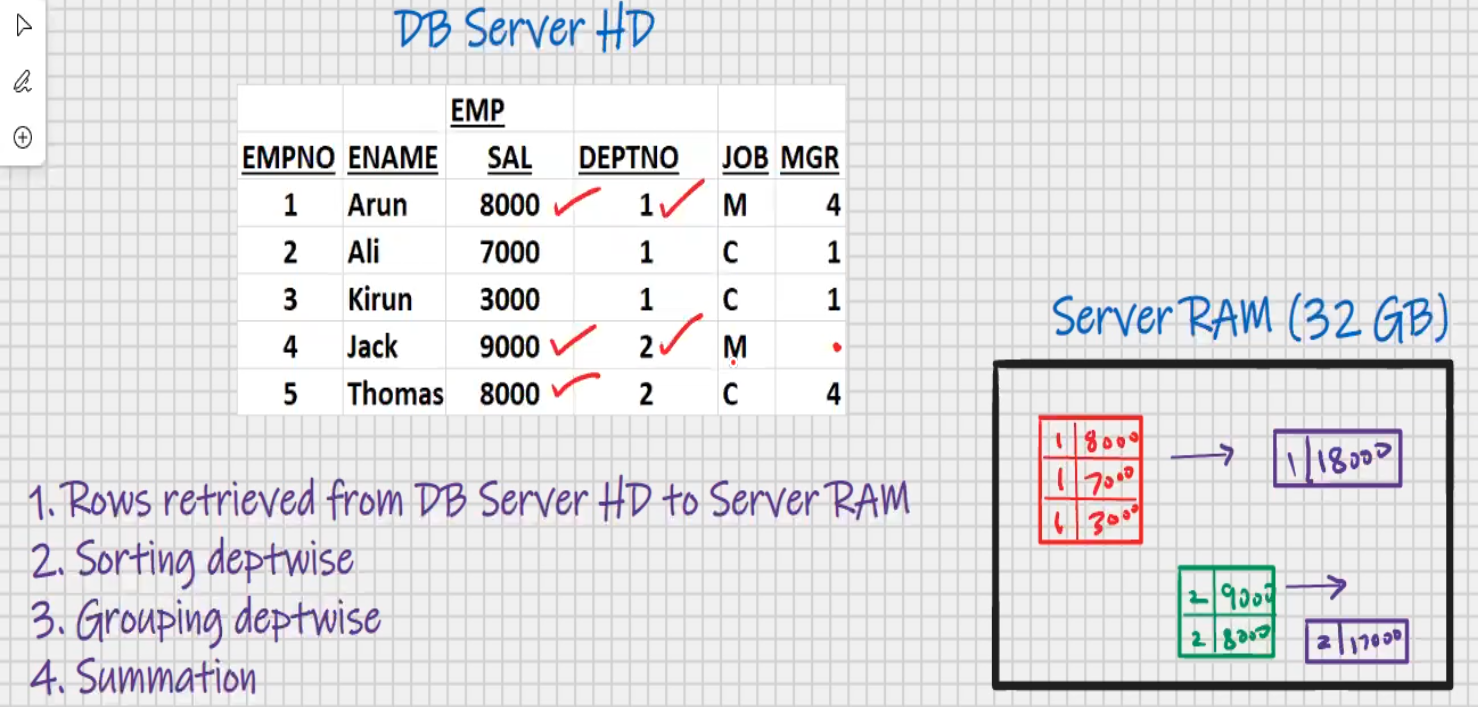 DB Server HD
EMP
EMPNO ENAME SAL DEPTNO JOB MGR
1 Arun 8000 1 M 4
2 Ali 7000 1 C 1
3 Kirun 3000 1 C 1
4 Jack 9000 2 M
5 Thomas 8000 2 C 4
1. Rows retrieved from DB Server HD to Server RAM
2. Sorting deptwise
3. Grouping deptwise
4. Summation
Server RAM (32 GB)
1 8000
1 7000
1 3000
1 18000
2 9000
2 8000
2 17000